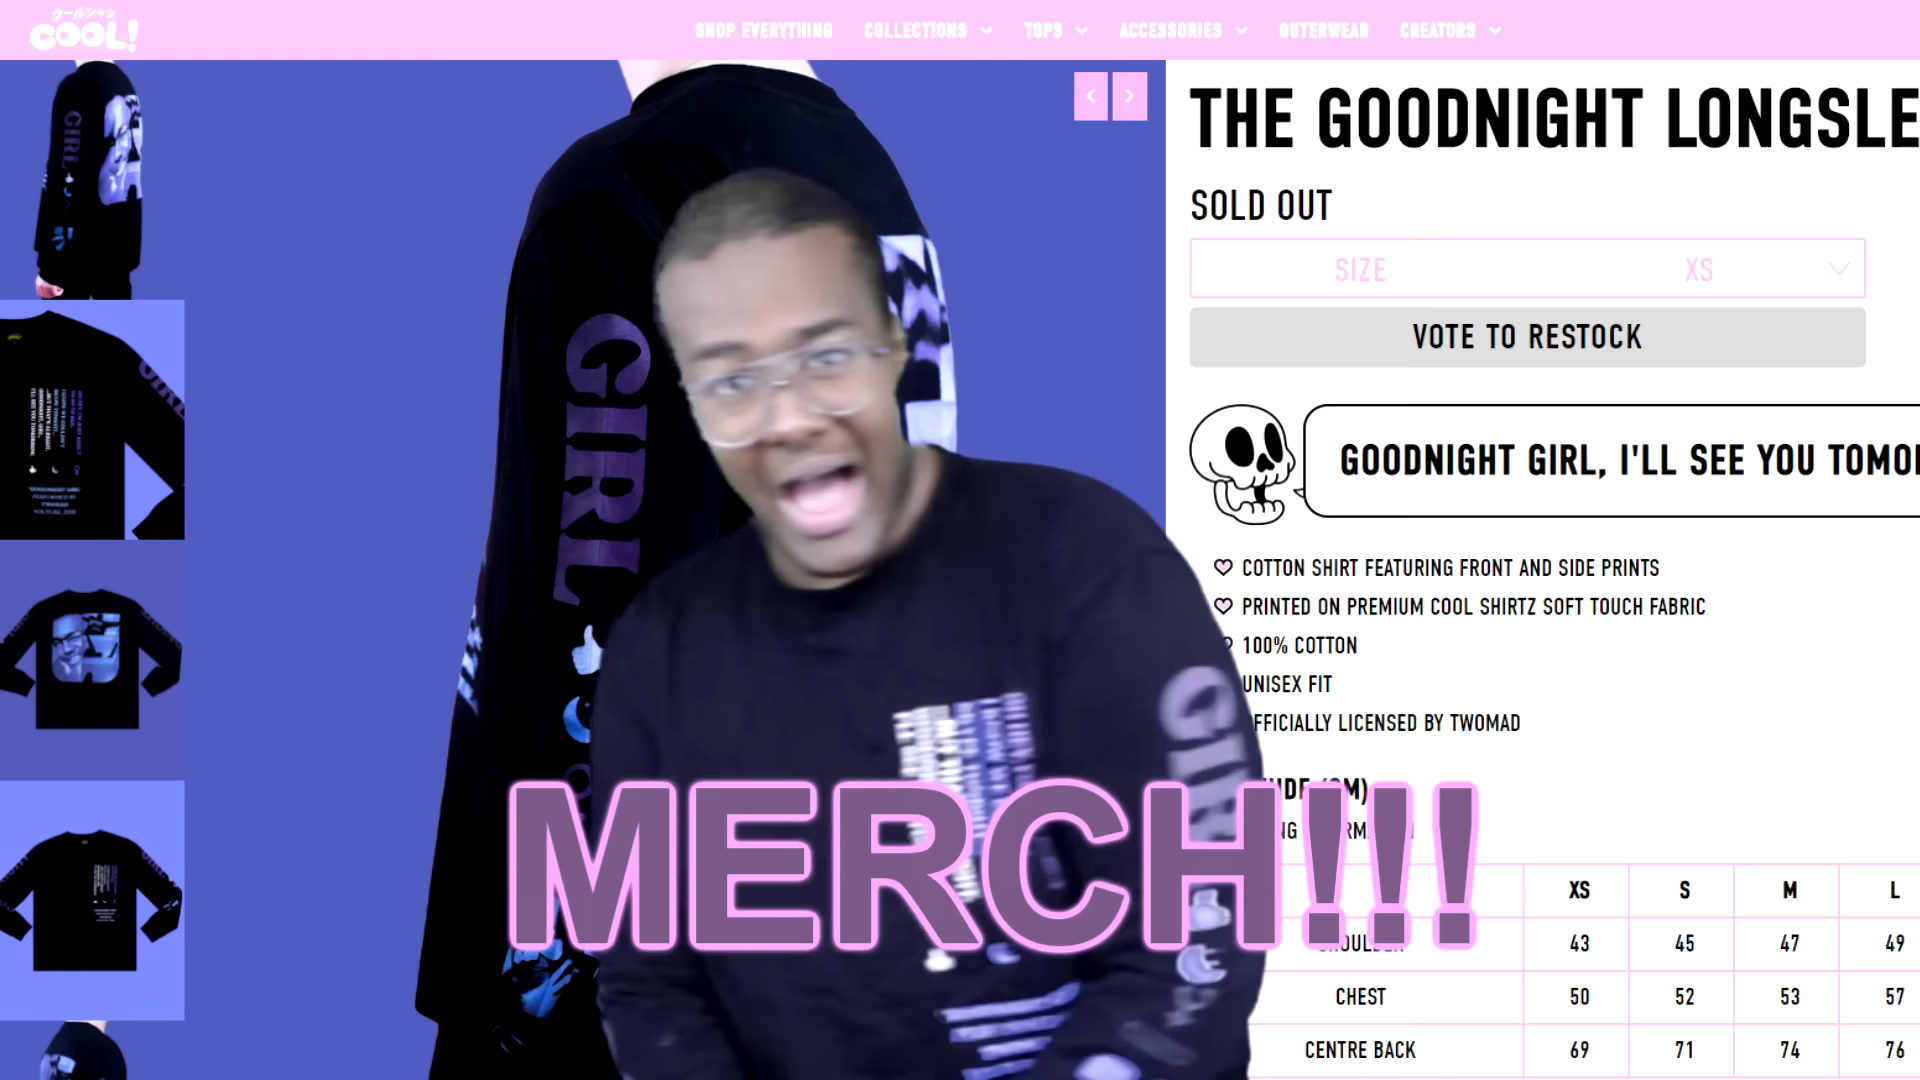 クールシャツ
COOL!
SHOP EVERYTHING
COLLECTIONS
TOPS
ACCESSORIES
OUTERWEAR
CREATORS
THE GOODNIGHT LONGSLE
SOLD OUT
SIZE
XS
VOTE TO RESTOCK
GOODNIGHT GIRL, I'LL SEE YOU TOMO
COTTON SHIRT FEATURING FRONT AND SIDE PRINTS
PRINTED ON PREMIUM COOL SHIRTZ SOFT TOUCH FABRIC
100% COTTON
UNISEX FIT
FFICIALLY LICENSED BY TWOMAD
GIRL
GIRL
GIRL
MERCH!!!
XS S M L
SHOULDER 43 45 47 49
CHEST 50 52 53 57
CENTRE BACK 69 71 74 76